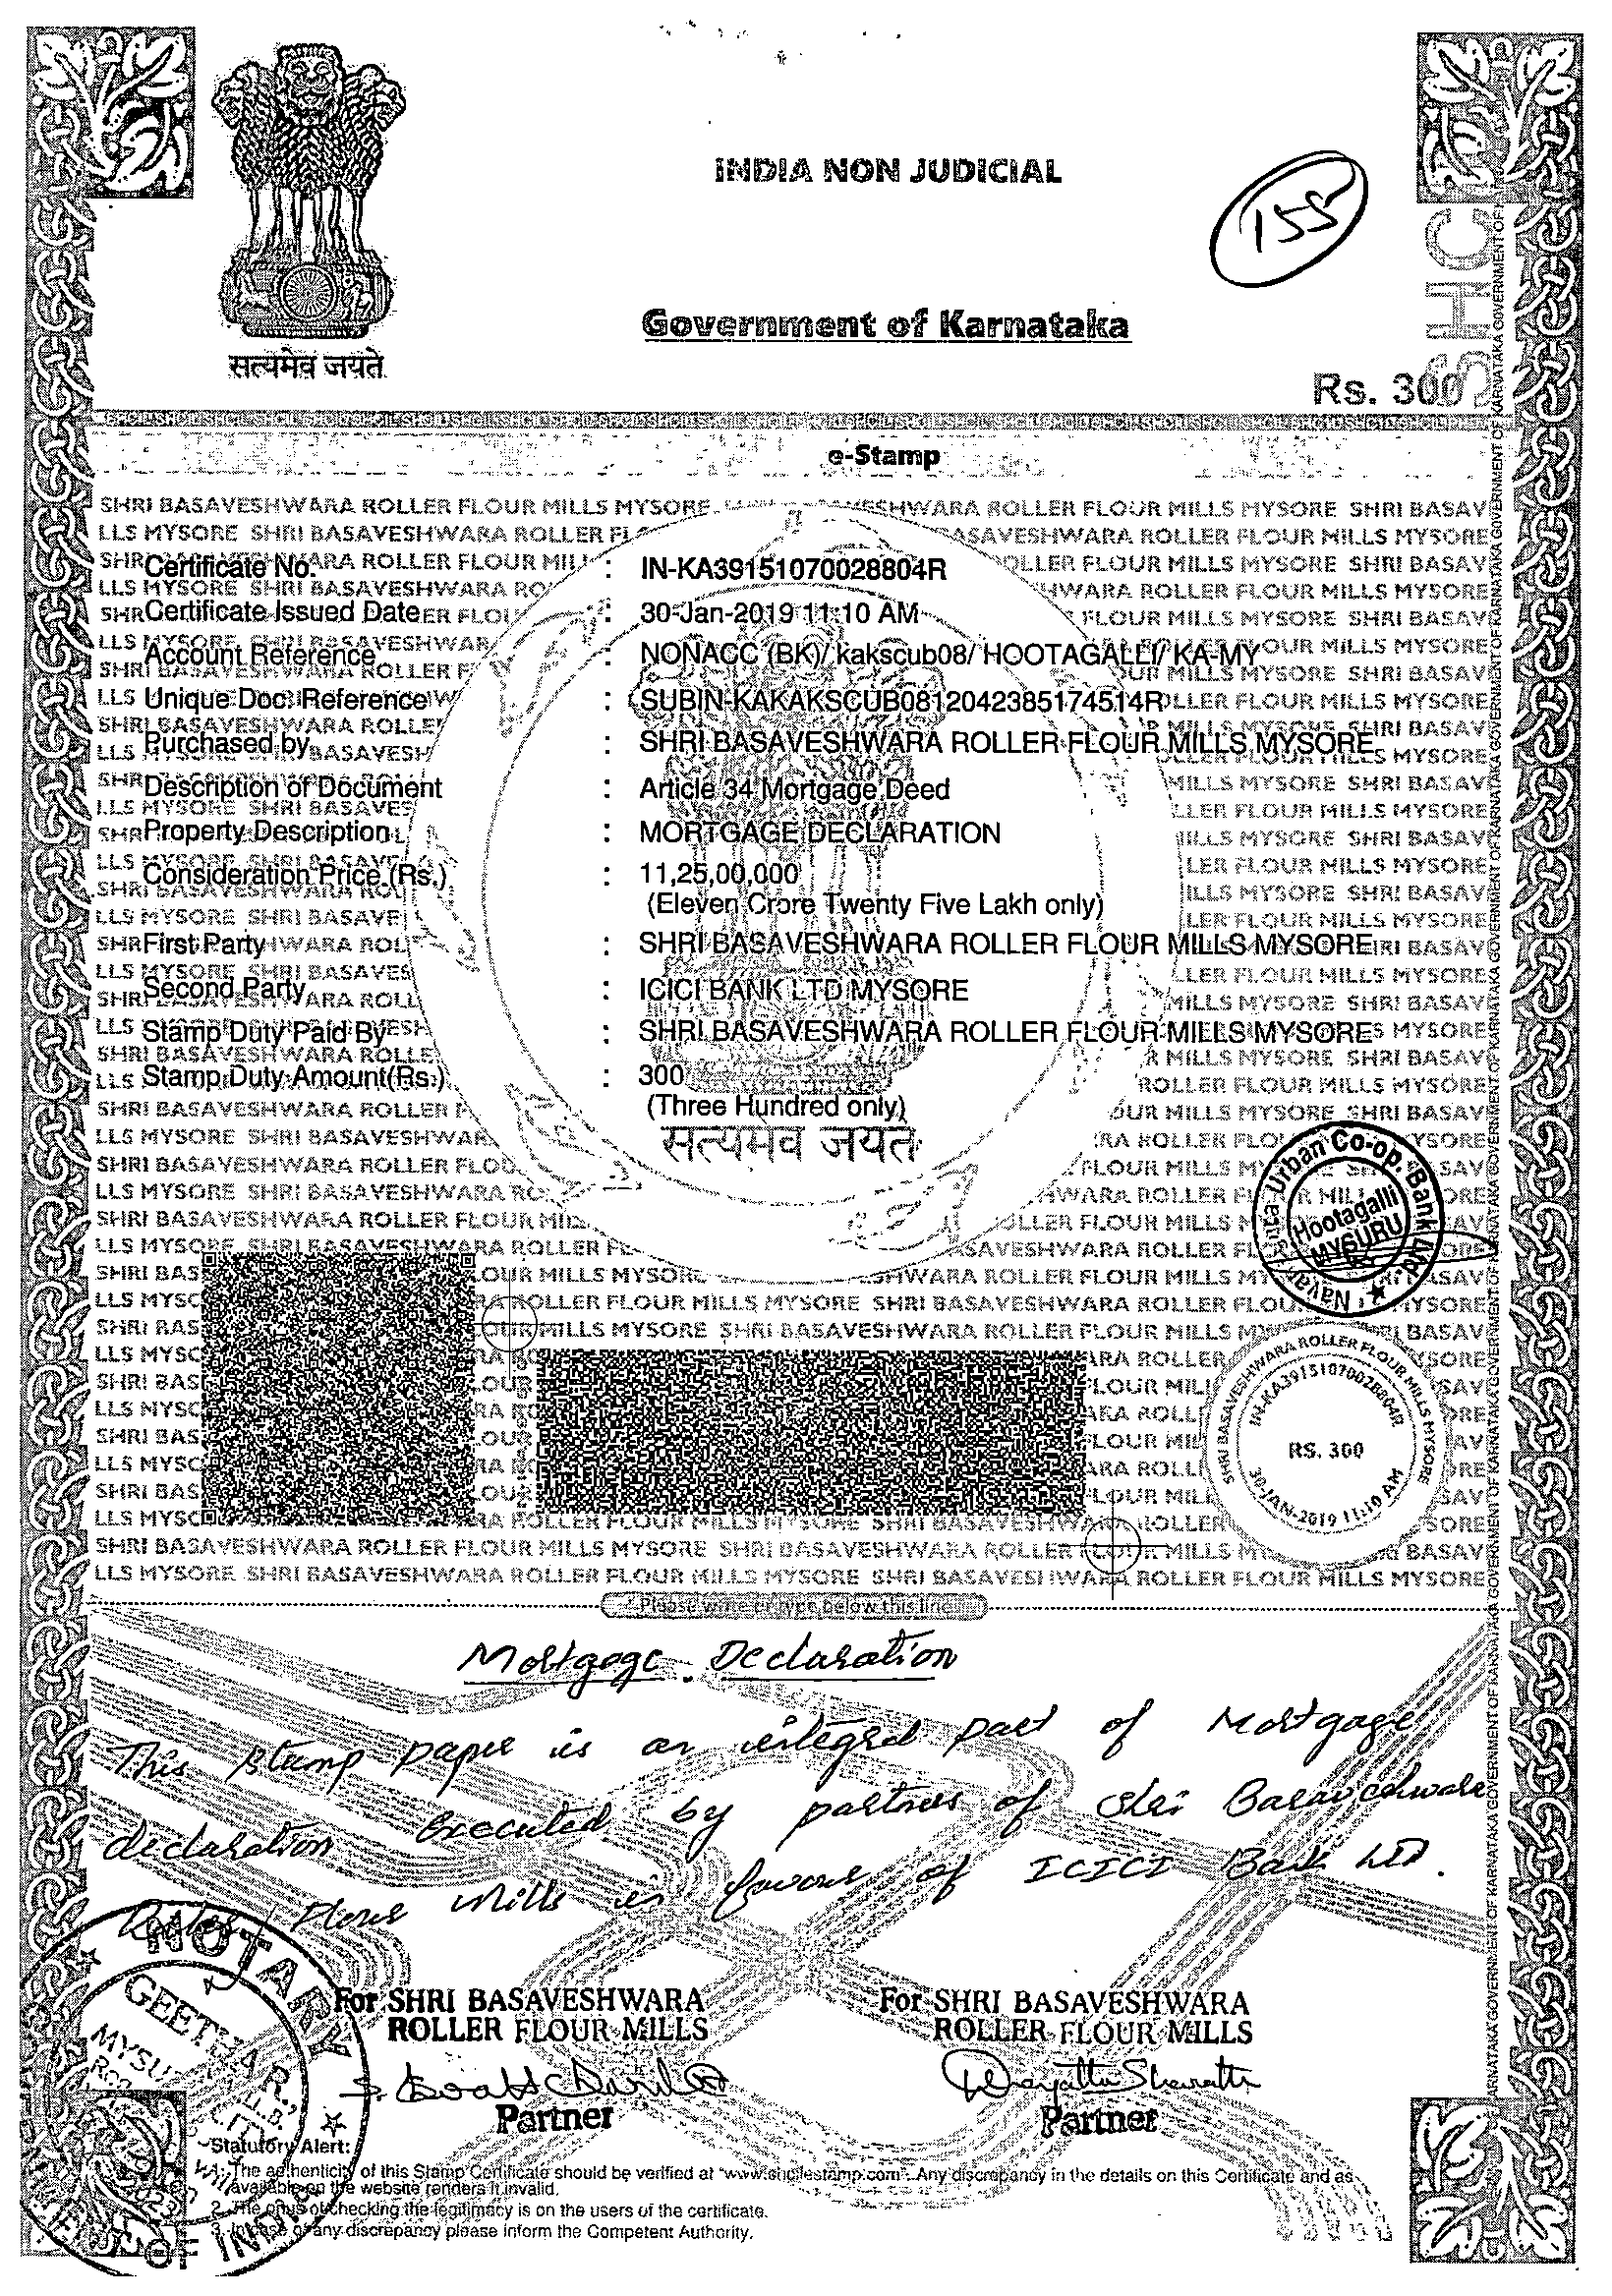 INDIA NON JUDICIAL
155
Government of Karnataka
सत्यमेव जयते
SHCIL
Rs. 300
e-Stamp
Certificate No. : IN-KA39151070028804R
Certificate Issued Date : 30-Jan-2019 11:10 AM
Account Reference : NONACC (BK)/ kakscub08/ HOOTAGALLI/ KA-MY
Unique Doc. Reference : SUBIN-KAKAKSCUB0812042385174514R
Purchased by : SHRI BASAVESHWARA ROLLER FLOUR MILLS MYSORE
Description of Document : Article 34 Mortgage Deed
Property Description : MORTGAGE DECLARATION
Consideration Price (Rs.) : 11,25,00,000
(Eleven Crore Twenty Five Lakh only)
First Party : SHRI BASAVESHWARA ROLLER FLOUR MILLS MYSORE
Second Party : ICICI BANK LTD MYSORE
Stamp Duty Paid By : SHRI BASAVESHWARA ROLLER FLOUR MILLS MYSORE
Stamp Duty Amount(Rs.) : 300
(Three Hundred only)
सत्यमेव जयते
Urban Co-op. Bank Ltd
Hootagalli
MYSURU
SHRI BASAVESHWARA ROLLER FLOUR MILLS MYSORE
IN-KA39151070028804R
RS. 300
30-JAN-2019 11:10 AM
Please write or type below this line
Mortgage Declaration
This stamp paper is an integral part of Mortgage
declaration executed by partners of Shri Basaveshwara
Roller Flour Mills in favour of ICICI Bank Ltd.
NOTARY
GEETHA R.
MYSURU
For SHRI BASAVESHWARA
ROLLER FLOUR MILLS
Partner
For SHRI BASAVESHWARA
ROLLER FLOUR MILLS
Partner
Statutory Alert:
1. The authenticity of this Stamp Certificate should be verified at "www.shcilestamp.com". Any discrepancy in the details on this Certificate and as
available on the website renders it invalid.
2. The onus of checking the legitimacy is on the users of the certificate.
3. In case of any discrepancy please inform the Competent Authority.
OF INDIA